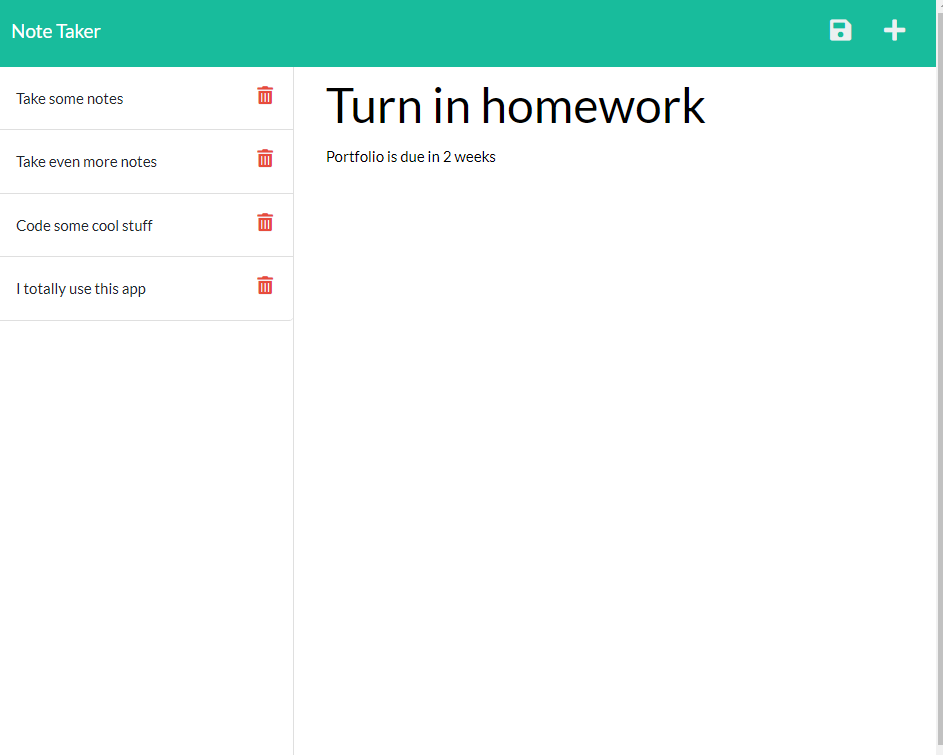 Note Taker
Take some notes
Take even more notes
Code some cool stuff
I totally use this app
Turn in homework
Portfolio is due in 2 weeks